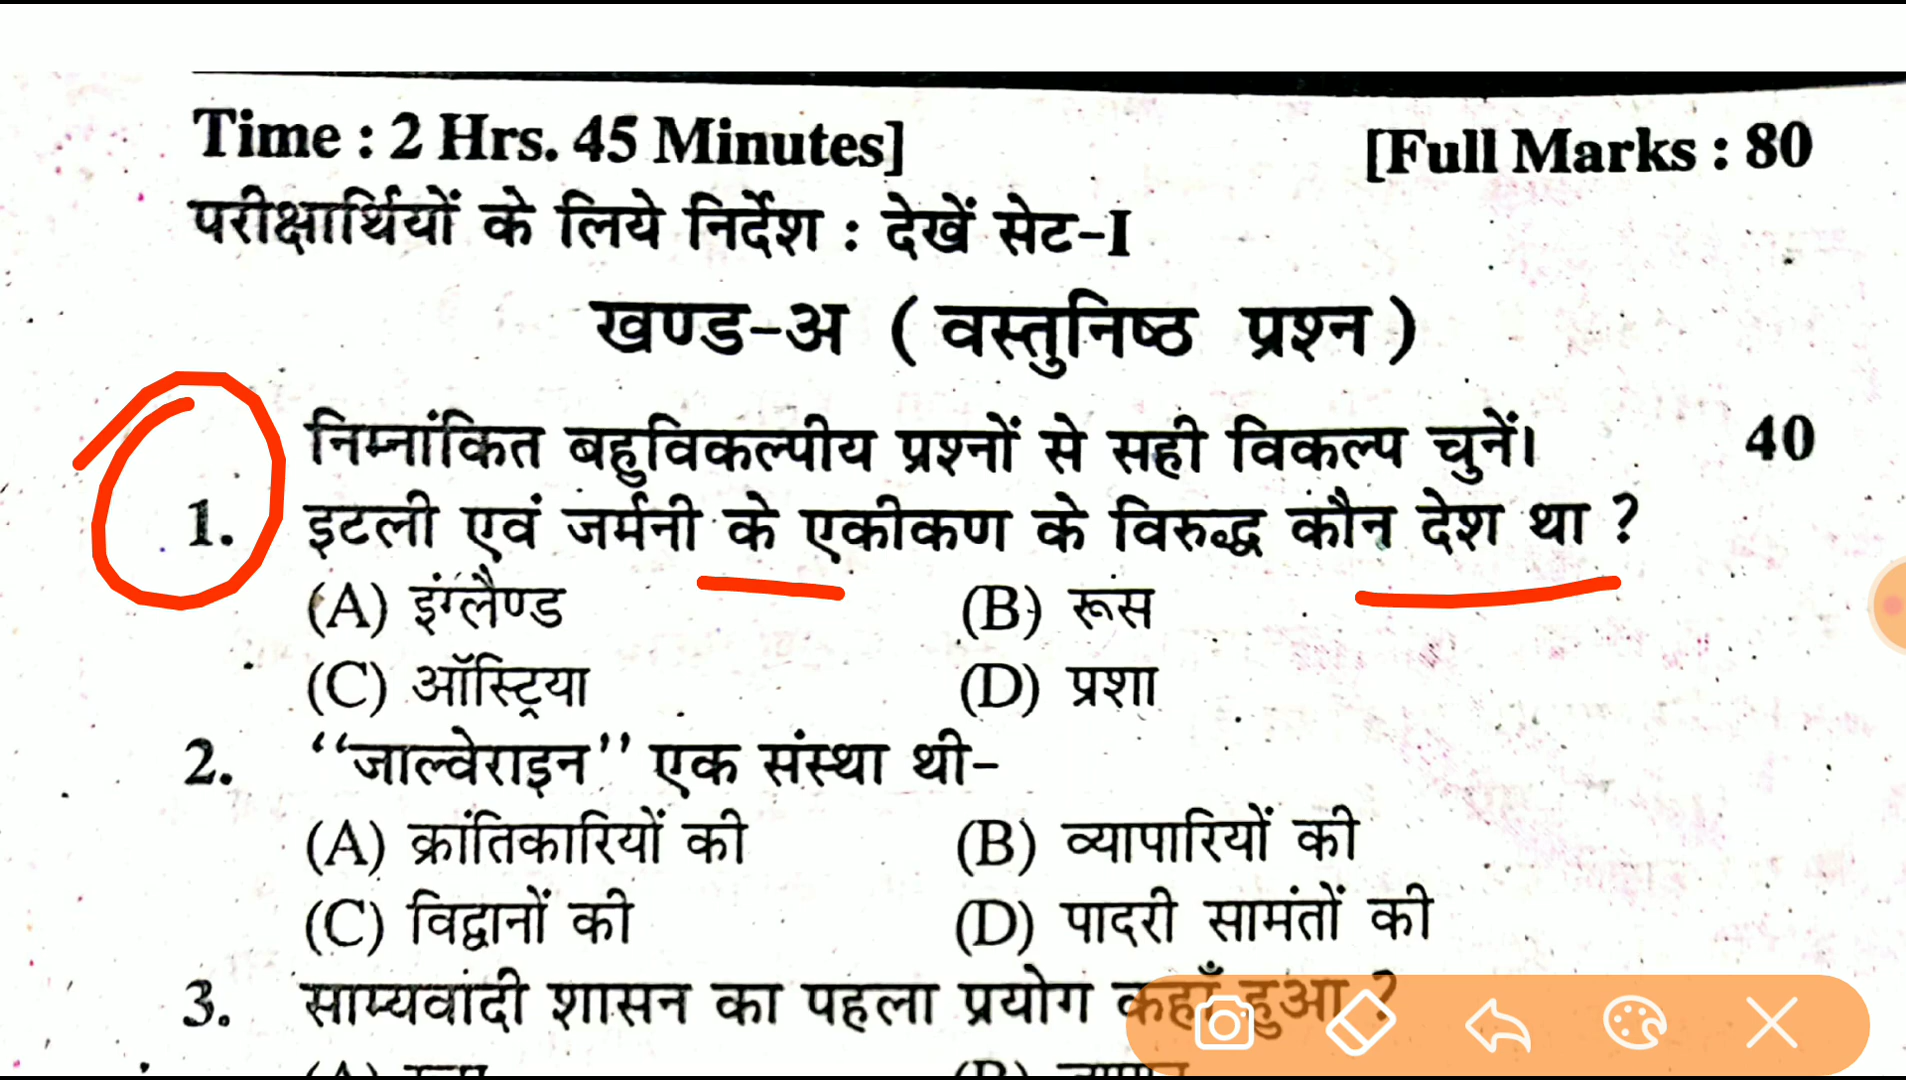 Time : 2 Hrs. 45 Minutes] [Full Marks : 80
परीक्षार्थियों के लिये निर्देश : देखें सेट-I
खण्ड-अ ( वस्तुनिष्ठ प्रश्न )
निम्नांकित बहुविकल्पीय प्रश्नों से सही विकल्प चुनें। 40
1. इटली एवं जर्मनी के एकीकण के विरुद्ध कौन देश था ?
(A) इंग्लैण्ड (B) रूस
(C) ऑस्ट्रिया (D) प्रशा
2. ‘‘जाल्वेराइन’’ एक संस्था थी-
(A) क्रांतिकारियों की (B) व्यापारियों की
(C) विद्वानों की (D) पादरी सामंतों की
3. साम्यवादी शासन का पहला प्रयोग कहाँ हुआ ?
(A) (B)